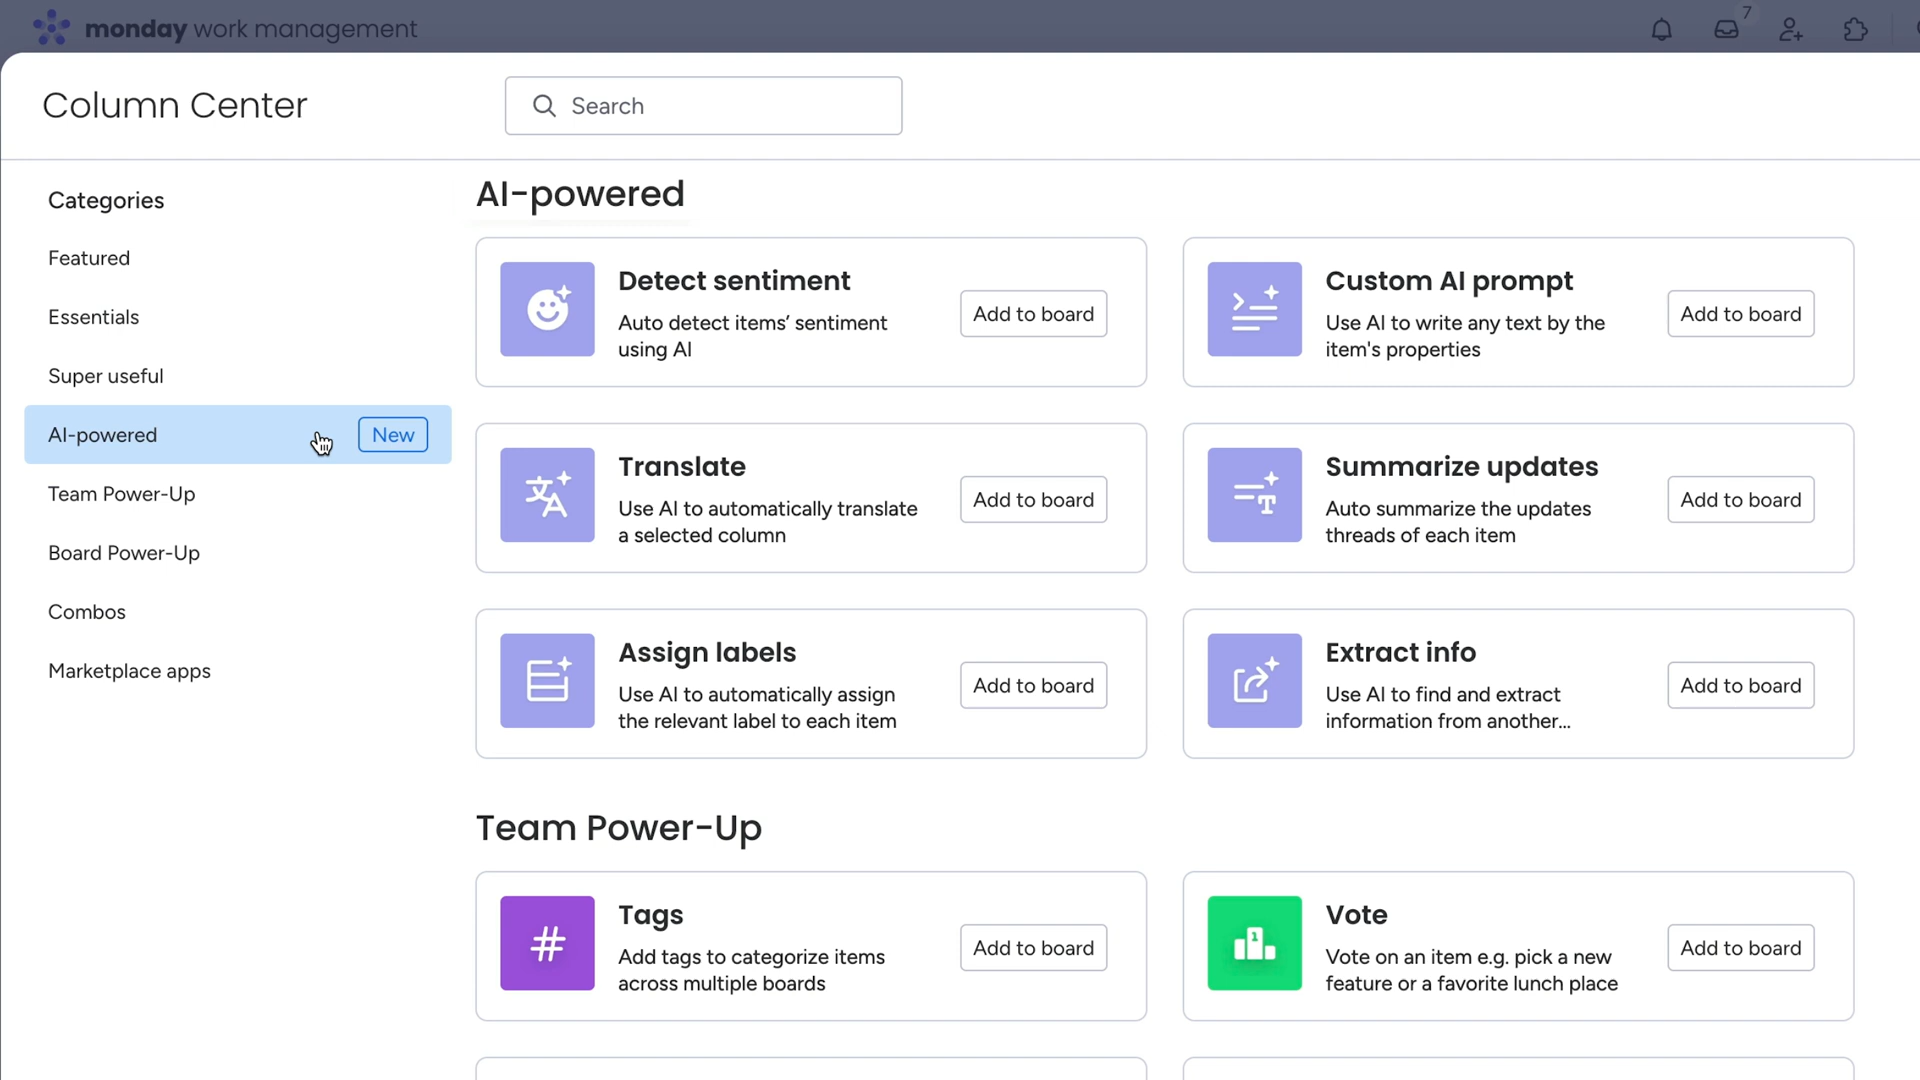 monday work management
7
Column Center
Search
Categories
Featured
Essentials
Super useful
AI-powered
New
Team Power-Up
Board Power-Up
Combos
Marketplace apps
AI-powered
Detect sentiment
Auto detect items’ sentiment
using AI
Add to board
Custom AI prompt
Use AI to write any text by the
item's properties
Add to board
Translate
Use AI to automatically translate
a selected column
Add to board
Summarize updates
Auto summarize the updates
threads of each item
Add to board
Assign labels
Use AI to automatically assign
the relevant label to each item
Add to board
Extract info
Use AI to find and extract
information from another...
Add to board
Team Power-Up
#
Tags
Add tags to categorize items
across multiple boards
Add to board
1
Vote
Vote on an item e.g. pick a new
feature or a favorite lunch place
Add to board